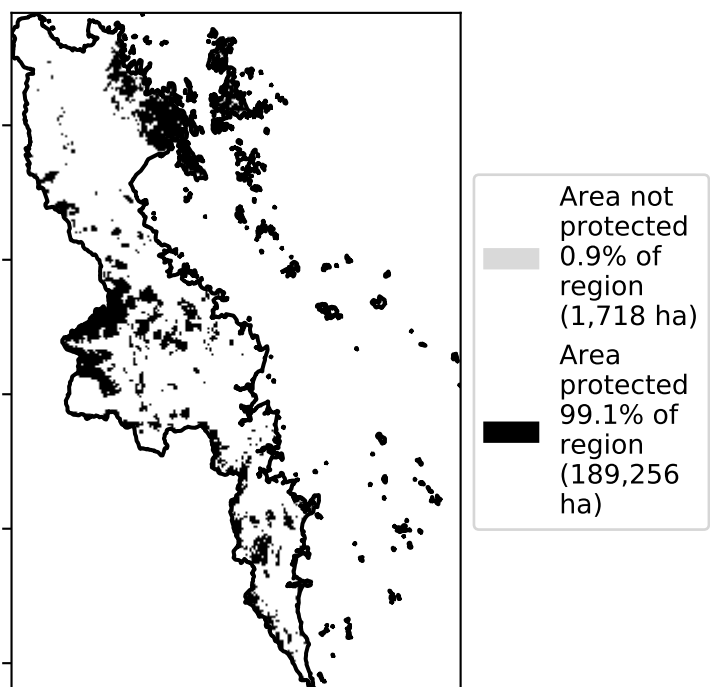 Area not
protected
0.9% of
region
(1,718 ha)
Area
protected
99.1% of
region
(189,256
ha)